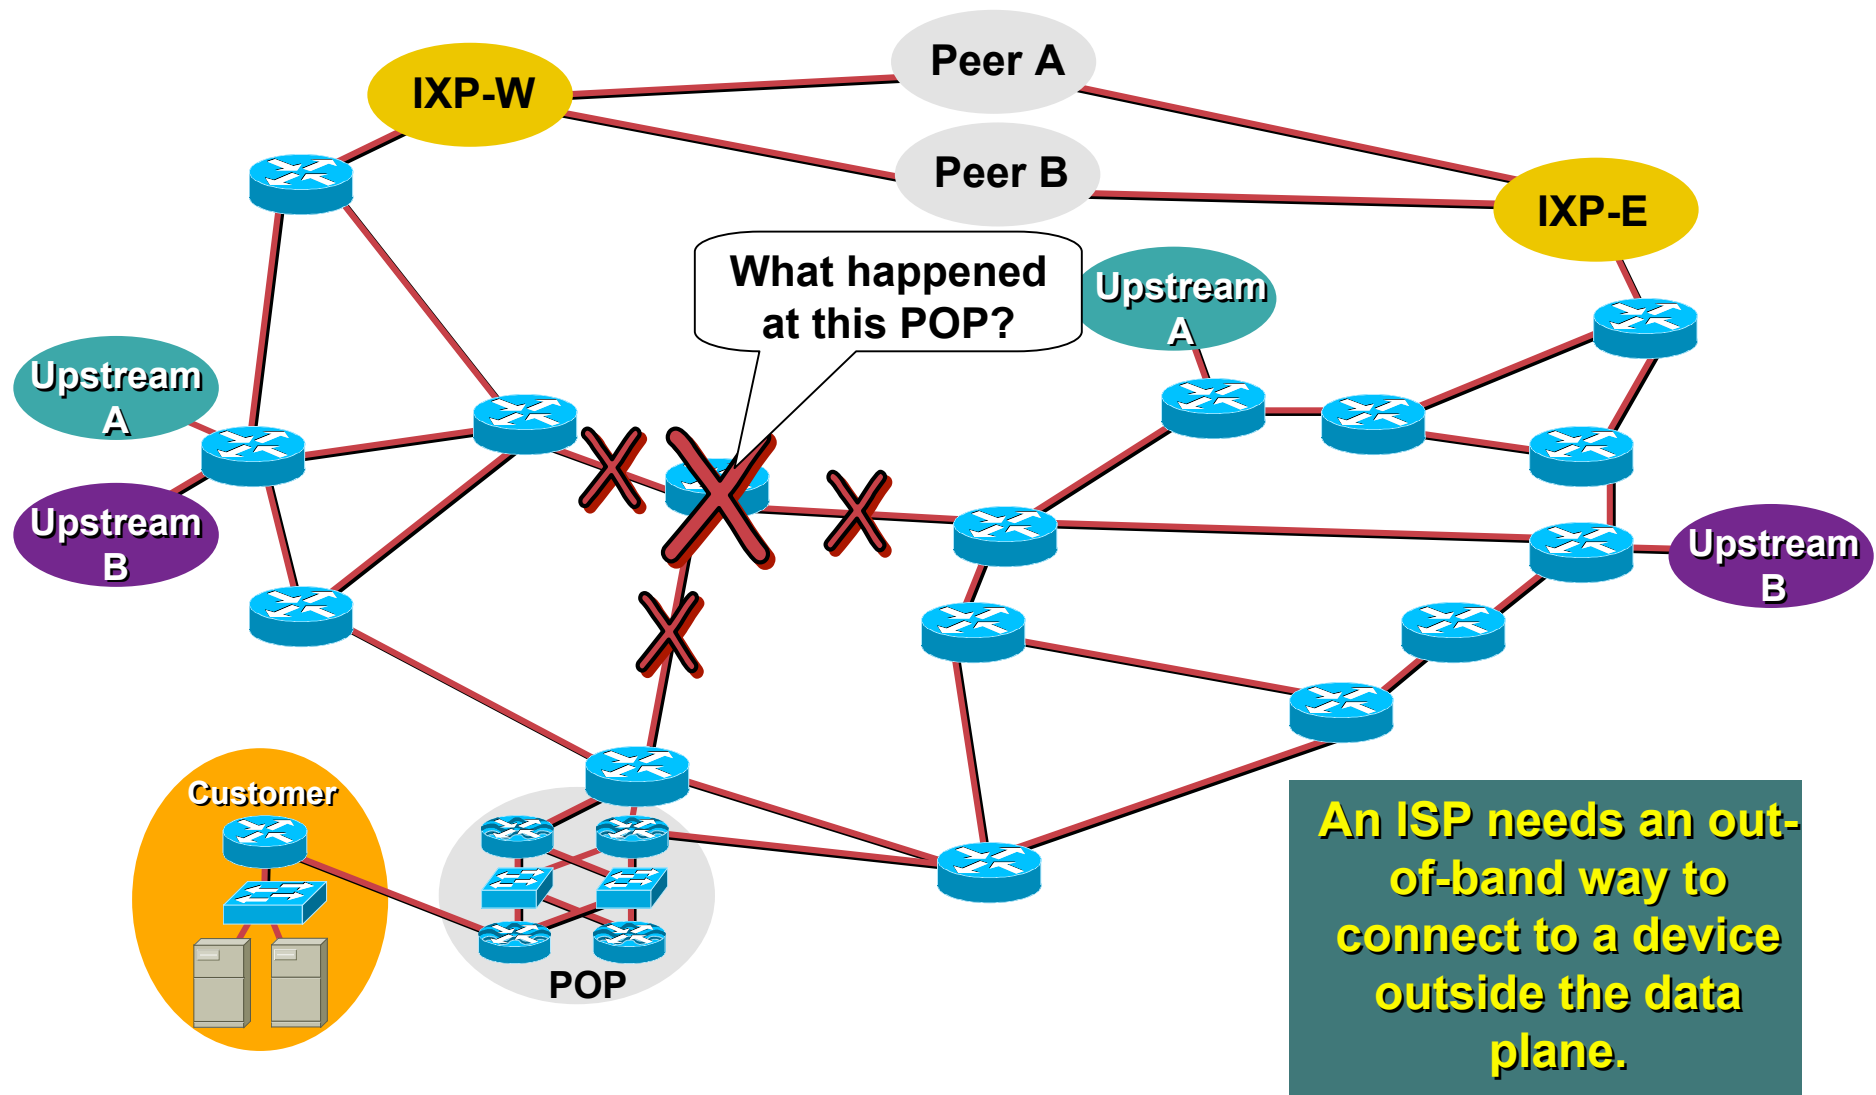 Peer A
IXP-W
Peer B
IXP-E
What happened
at this POP?
Upstream
A
Upstream
A
Upstream
B
Upstream
B
Customer
POP
An ISP needs an out-
of-band way to
connect to a device
outside the data
plane.